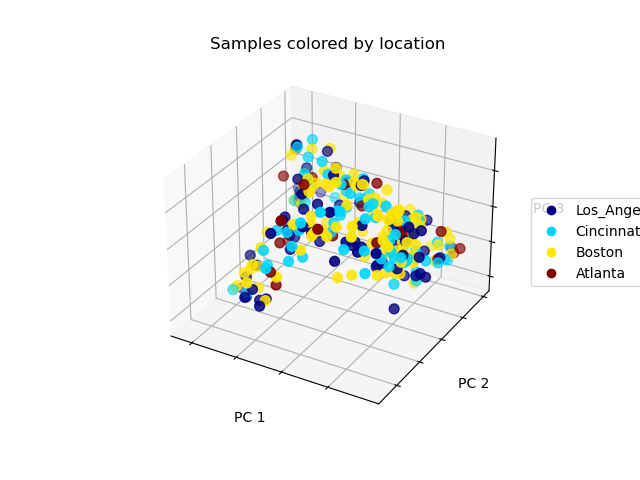 Samples colored by location
PC 3
Los_Ange
Cincinnat
Boston
Atlanta
PC 2
PC 1